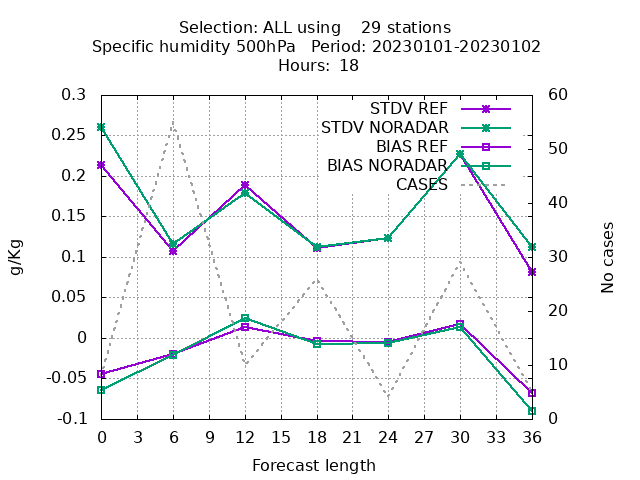 Selection: ALL using    29 stations
Specific humidity 500hPa   Period: 20230101-20230102
Hours: 18
0.3
0.25
0.2
0.15
0.1
0.05
0
-0.05
-0.1
g/Kg
STDV REF
STDV NORADAR
BIAS REF
BIAS NORADAR
CASES
60
50
40
30
20
10
0
No cases
0 3 6 9 12 15 18 21 24 27 30 33 36
Forecast length